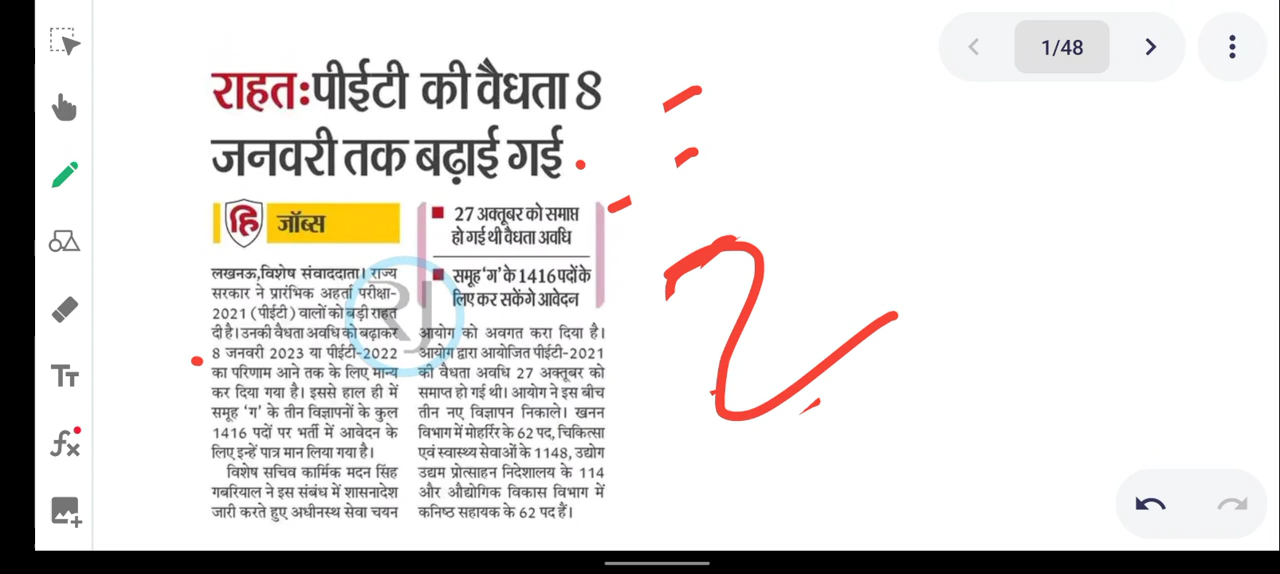 1/48
राहतः पीईटी की वैधता 8
जनवरी तक बढ़ाई गई
हि जॉब्स
27 अक्तूबर को समाप्त
हो गई थी वैधता अवधि
समूह ‘ग’ के 1416 पदों के
लिए कर सकेंगे आवेदन
लखनऊ, विशेष संवाददाता। राज्य
सरकार ने प्रारंभिक अहर्ता परीक्षा-
2021 (पीईटी) वालों को बड़ी राहत
दी है। उनकी वैधता अवधि को बढ़ाकर
8 जनवरी 2023 या पीईटी-2022
का परिणाम आने तक के लिए मान्य
कर दिया गया है। इससे हाल ही में
समूह ‘ग’ के तीन विज्ञापनों के कुल
1416 पदों पर भर्ती में आवेदन के
लिए इन्हें पात्र मान लिया गया है।
विशेष सचिव कार्मिक मदन सिंह
गबरियाल ने इस संबंध में शासनादेश
जारी करते हुए अधीनस्थ सेवा चयन
आयोग को अवगत करा दिया है।
आयोग द्वारा आयोजित पीईटी-2021
की वैधता अवधि 27 अक्तूबर को
समाप्त हो गई थी। आयोग ने इस बीच
तीन नए विज्ञापन निकाले। खनन
विभाग में मोहर्रिर के 62 पद, चिकित्सा
एवं स्वास्थ्य सेवाओं के 1148, उद्योग
उद्यम प्रोत्साहन निदेशालय के 114
और औद्योगिक विकास विभाग में
कनिष्ठ सहायक के 62 पद हैं।
RJ
2
Tт
fx